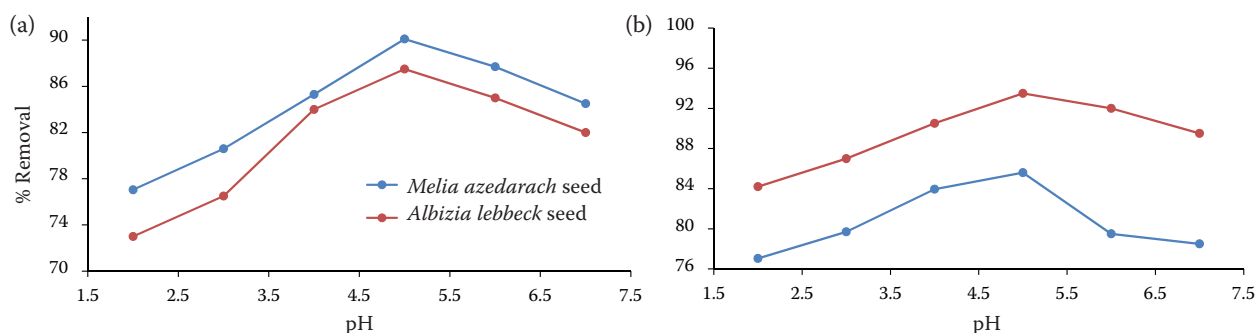 (a)
90
86
82
78
74
70
% Removal
1.5 2.5 3.5 4.5 5.5 6.5 7.5
pH
Melia azedarach seed
Albizia lebbeck seed
(b)
100
96
92
88
84
80
76
1.5 2.5 3.5 4.5 5.5 6.5 7.5
pH